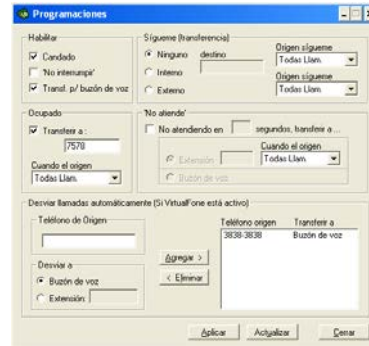 Programaciones
Habilitar
Candado
'No interrumpir'
Transf. p/ buzón de voz
Sígueme (transferencia)
Ninguno destino
Interno
Externo
Origen sígueme
Todas Llam.
Origen sígueme
Todas Llam.
Ocupado
Transferir a :
7578
Cuando el origen
Todas Llam.
'No atiende'
No atendiendo en segundos, transferir a ...
Extensión
Buzón de voz
Cuando el origen
Todas Llam.
Desviar llamadas automáticamente (Si VirtualFone está activo)
Teléfono de Origen
Desviar a
Buzón de voz
Extensión
Agregar >
< Eliminar
Teléfono origen Transferir a
3838-3838 Buzón de voz
Aplicar Actualizar Cerrar